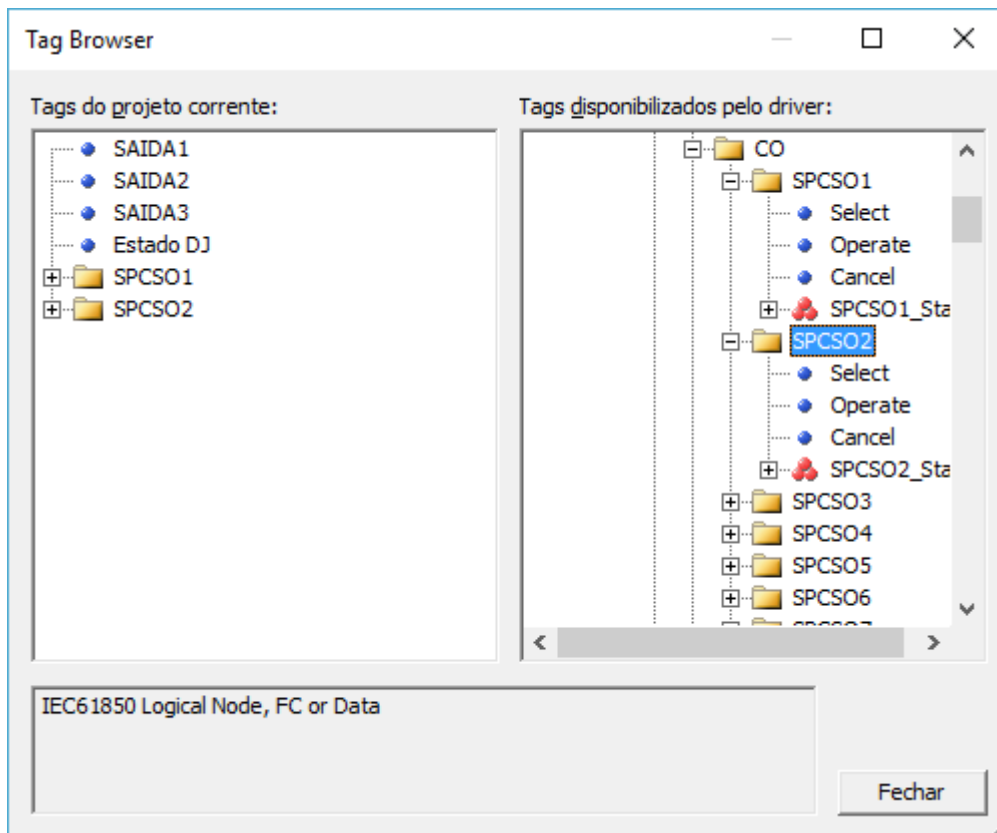 Tag Browser
Tags do projeto corrente:
SAIDA1
SAIDA2
SAIDA3
Estado DJ
SPCSO1
SPCSO2
Tags disponibilizados pelo driver:
CO
SPCSO1
Select
Operate
Cancel
SPCSO1_Sta
SPCSO2
Select
Operate
Cancel
SPCSO2_Sta
SPCSO3
SPCSO4
SPCSO5
SPCSO6
IEC61850 Logical Node, FC or Data
Fechar